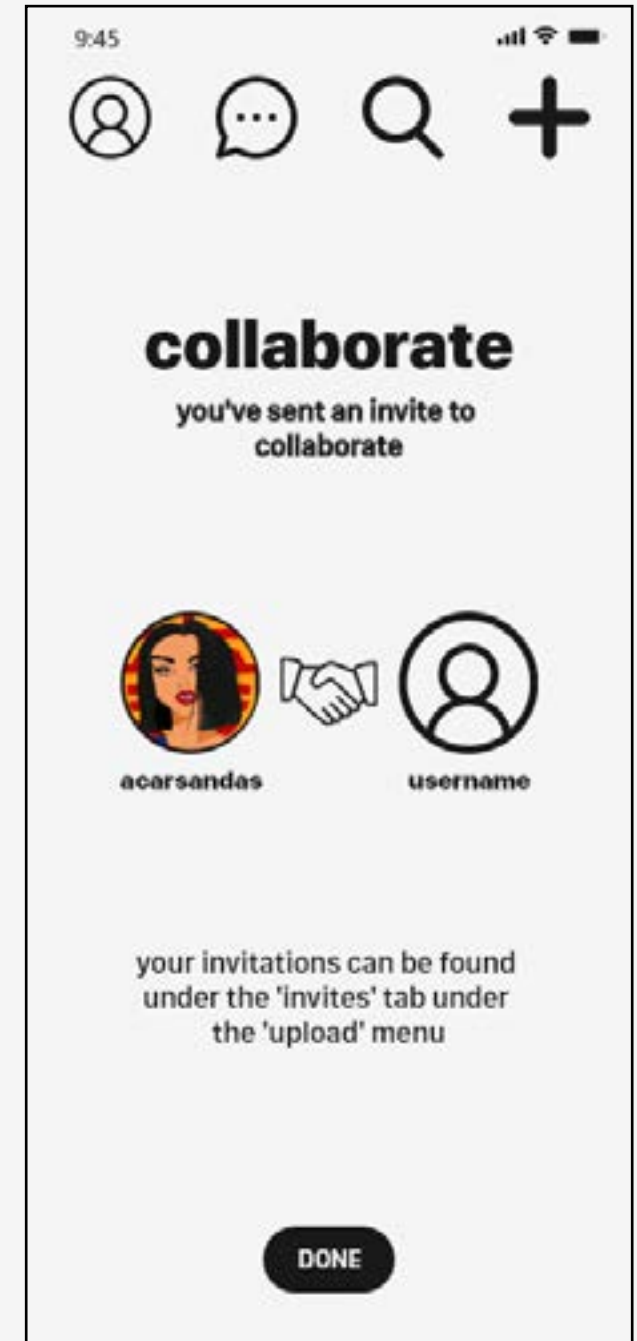 9:45
collaborate
you've sent an invite to
collaborate
acarsandas
username
your invitations can be found
under the 'invites' tab under
the 'upload' menu
DONE